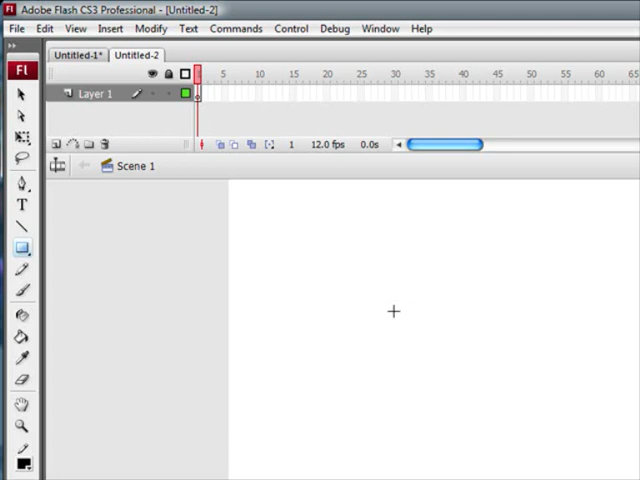 Fl Adobe Flash CS3 Professional - [Untitled-2]
File Edit View Insert Modify Text Commands Control Debug Window Help
Untitled-1* Untitled-2
Fl
5 10 15 20 25 30 35 40 45 50 55 60 65
Layer 1
1 12.0 fps 0.0s
Scene 1
T